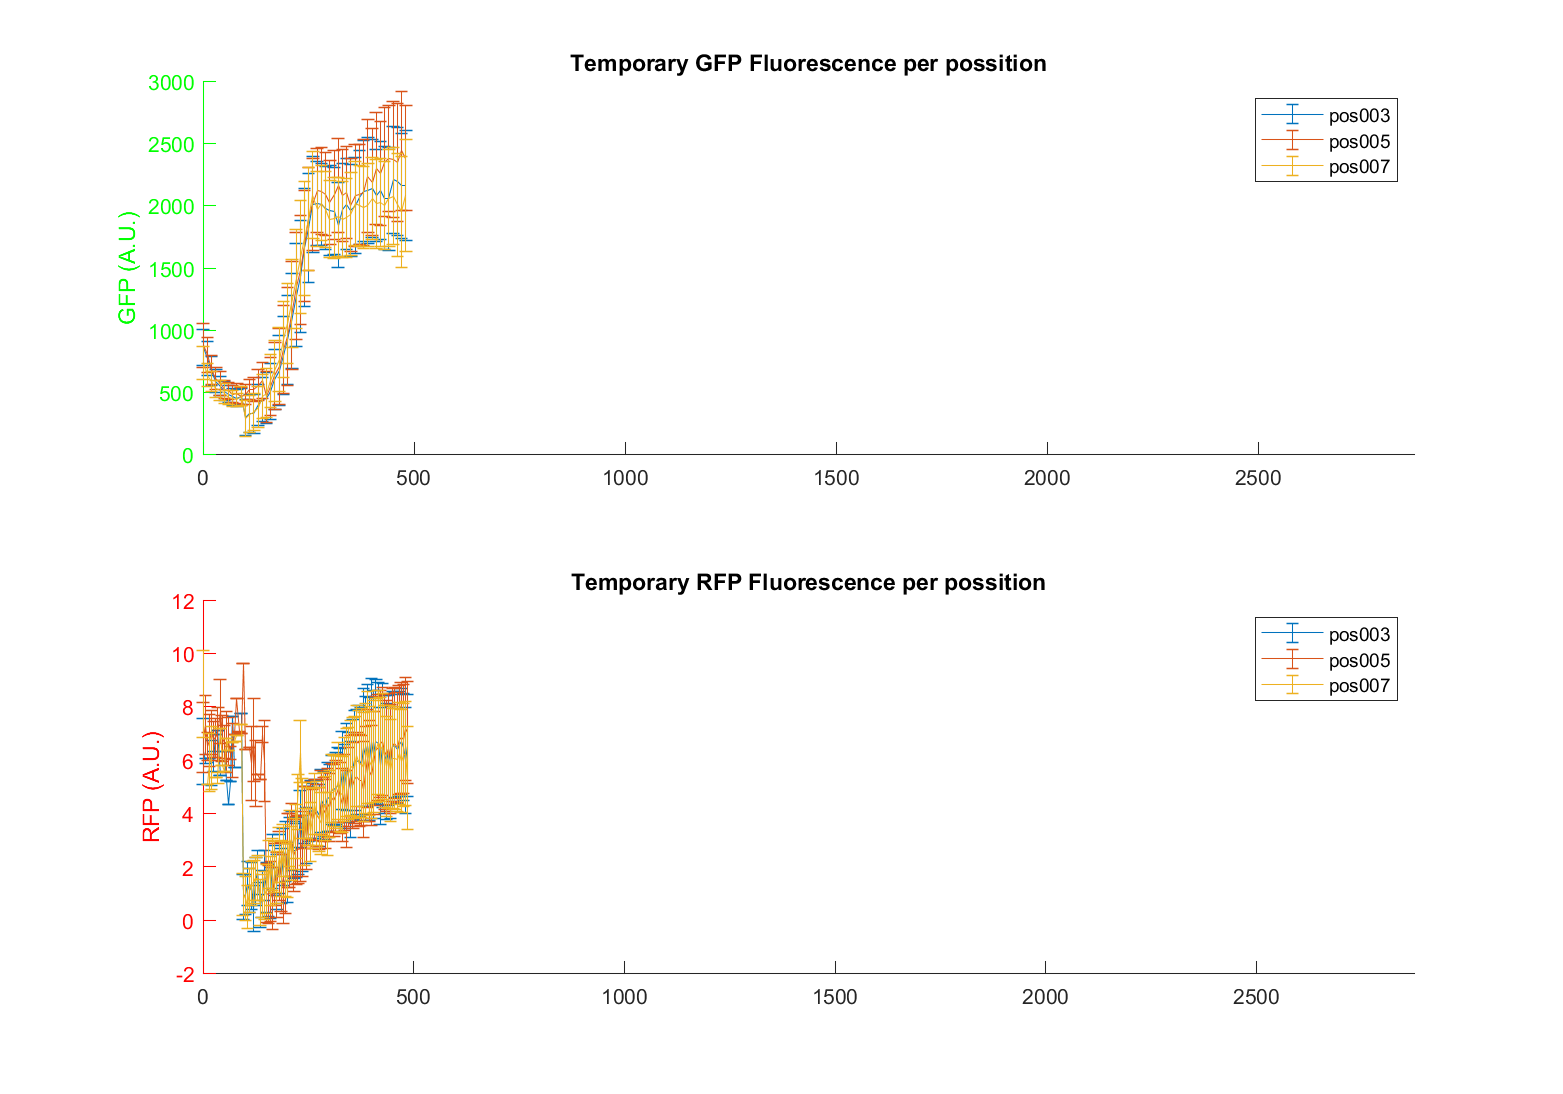 Temporary GFP Fluorescence per possition
3000
2500
2000
1500
1000
500
0
GFP (A.U.)
pos003
pos005
pos007
0 500 1000 1500 2000 2500
Temporary RFP Fluorescence per possition
12
10
8
6
4
2
0
-2
RFP (A.U.)
pos003
pos005
pos007
0 500 1000 1500 2000 2500